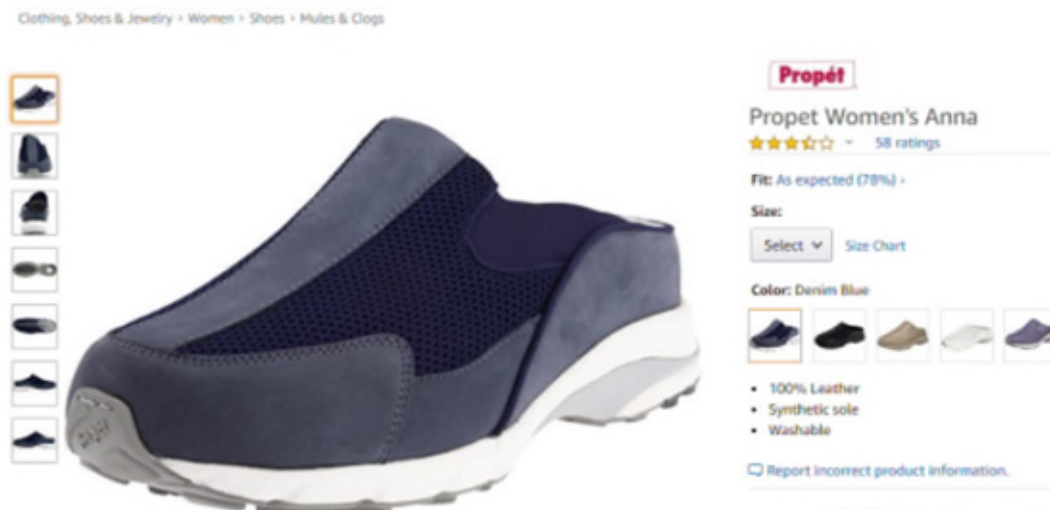 Clothing, Shoes & Jewelry › Women › Shoes › Mules & Clogs
Propét
Propet Women's Anna
58 ratings
Fit: As expected (78%) ›
Size:
Select Size Chart
Color: Denim Blue
• 100% Leather
• Synthetic sole
• Washable
Report incorrect product information.